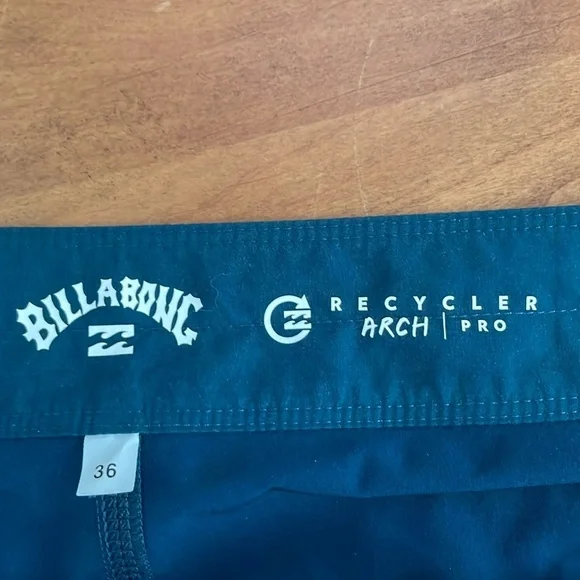 BILLABONG
RECYCLER
ARCH | PRO
36